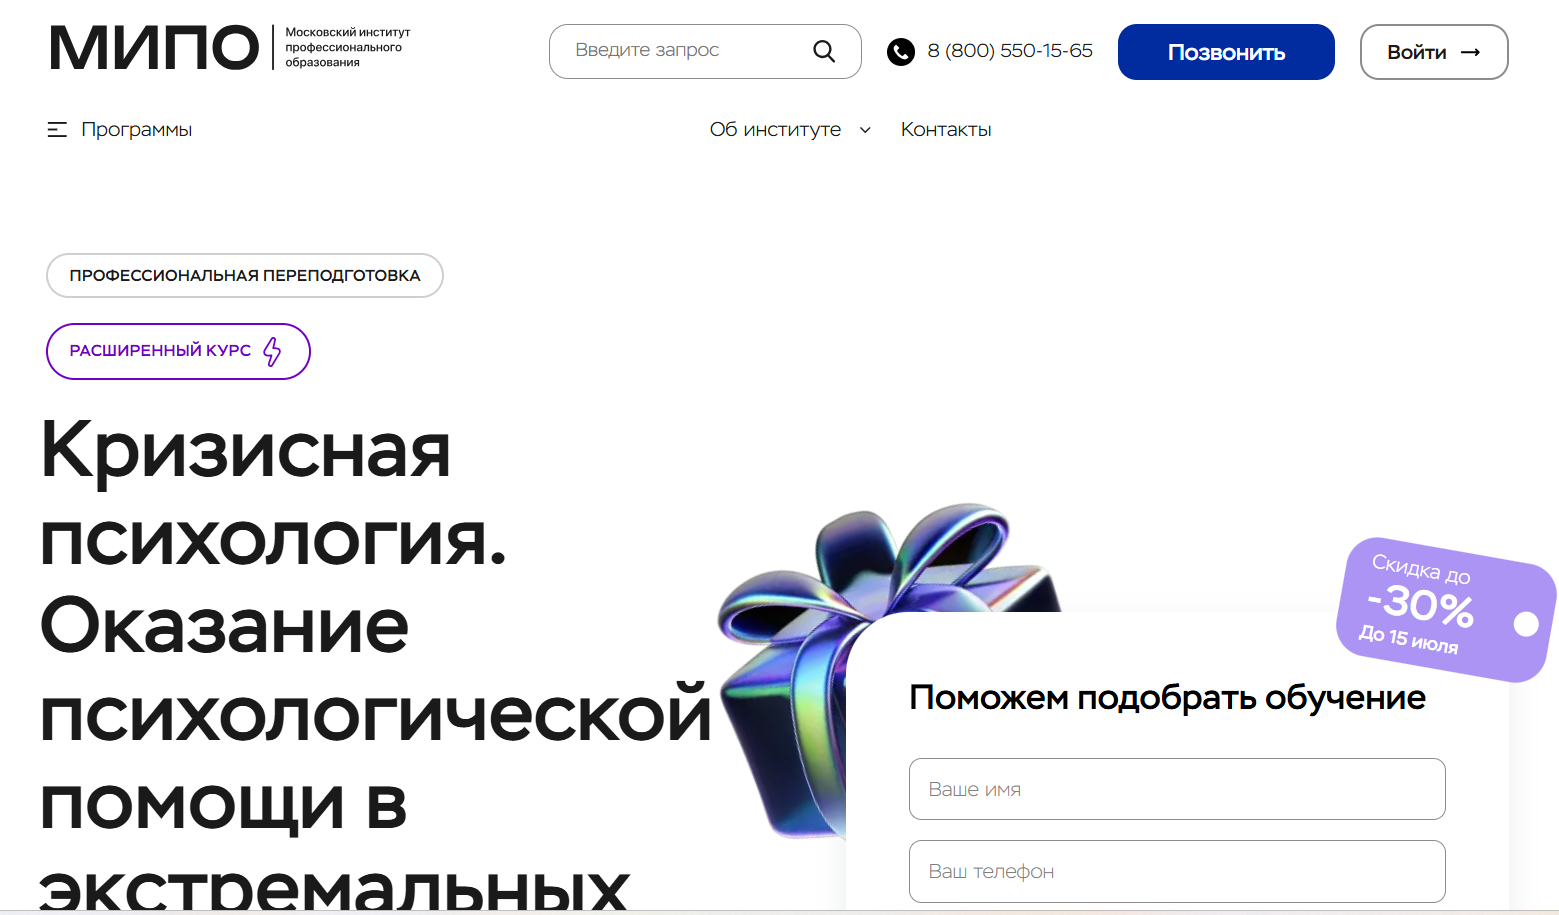 МИПО
Московский институт
профессионального
образования
Введите запрос
8 (800) 550-15-65
Позвонить
Войти →
Программы
Об институте
Контакты
ПРОФЕССИОНАЛЬНАЯ ПЕРЕПОДГОТОВКА
РАСШИРЕННЫЙ КУРС
Кризисная
психология.
Оказание
психологической
помощи в
экстремальных
Скидка до
-30%
До 15 июля
Поможем подобрать обучение
Ваше имя
Ваш телефон